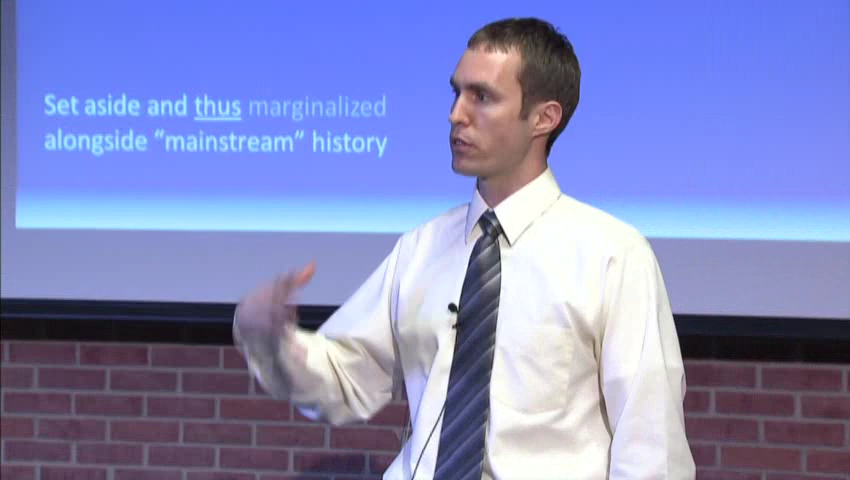 Set aside and thus marginalized
alongside “mainstream” history